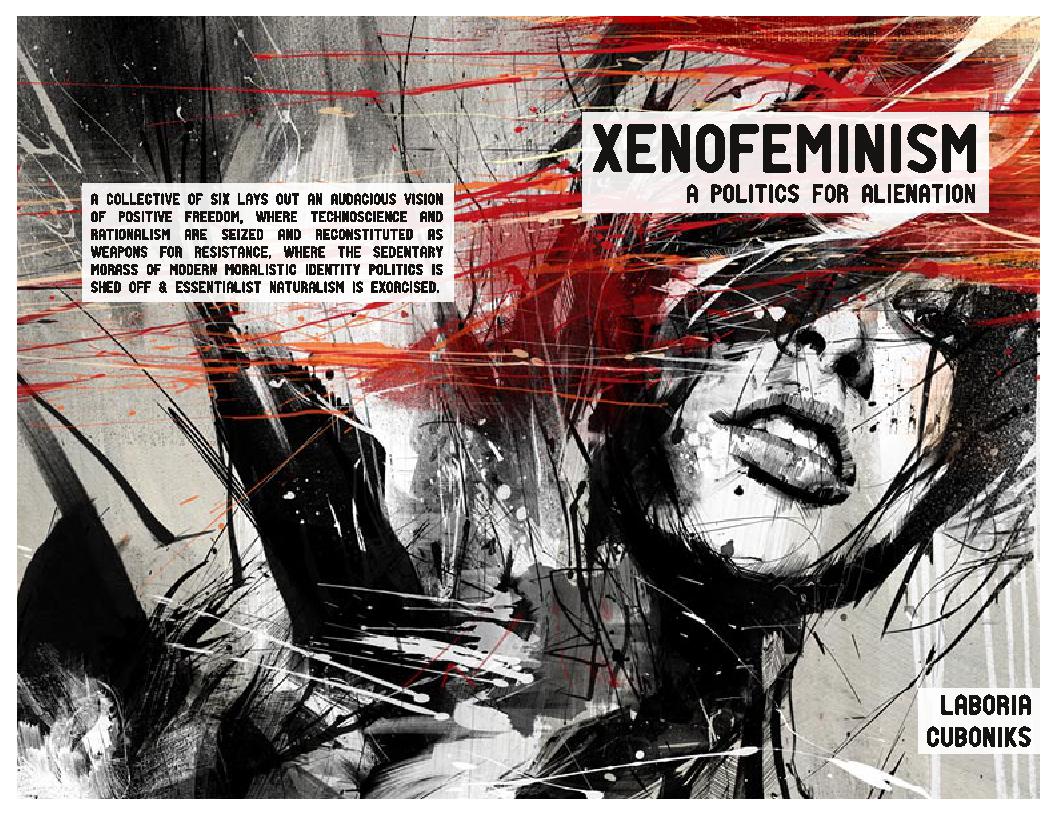 XENOFEMINISM
A POLITICS FOR ALIENATION
A COLLECTIVE OF SIX LAYS OUT AN AUDACIOUS VISION
OF POSITIVE FREEDOM, WHERE TECHNOSCIENCE AND
RATIONALISM ARE SEIZED AND RECONSTITUTED AS
WEAPONS FOR RESISTANCE, WHERE THE SEDENTARY
MORASS OF MODERN MORALISTIC IDENTITY POLITICS IS
SHED OFF & ESSENTIALIST NATURALISM IS EXORCISED.
LABORIA
CUBONIKS